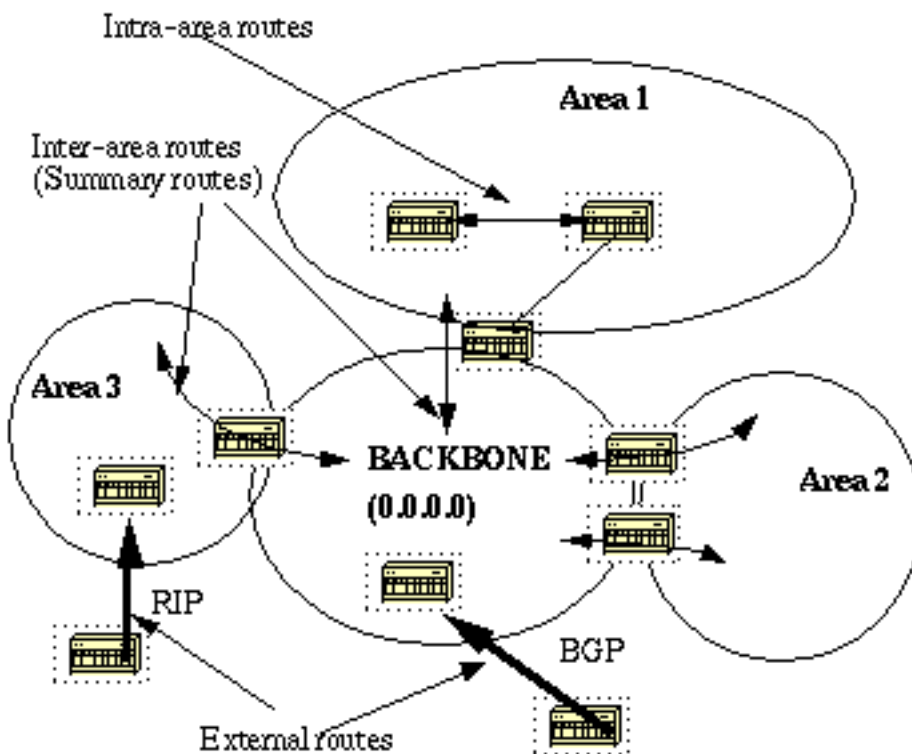 Intra-area routes
Area 1
Inter-area routes
(Summary routes)
Area 3
BACKBONE
(0.0.0.0)
Area 2
RIP
BGP
External routes